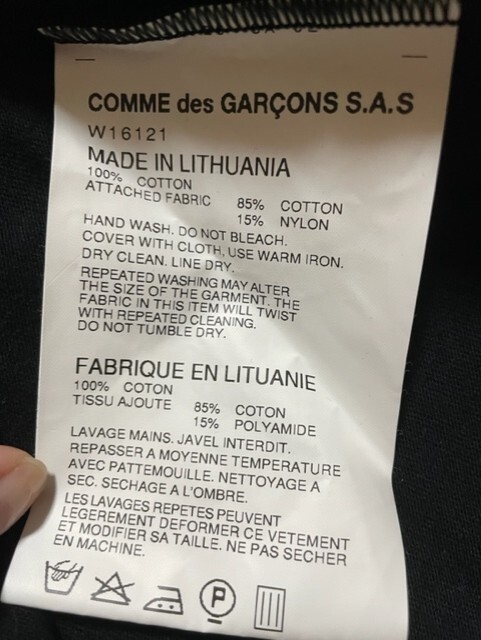 COMME des GARÇONS S.A.S
W16121
MADE IN LITHUANIA
100% COTTON
ATTACHED FABRIC 85% COTTON
15% NYLON
HAND WASH. DO NOT BLEACH.
COVER WITH CLOTH, USE WARM IRON.
DRY CLEAN. LINE DRY.
REPEATED WASHING MAY ALTER
THE SIZE OF THE GARMENT. THE
FABRIC IN THIS ITEM WILL TWIST
WITH REPEATED CLEANING.
DO NOT TUMBLE DRY.
FABRIQUE EN LITUANIE
100% COTON
TISSU AJOUTE 85% COTON
15% POLYAMIDE
LAVAGE MAINS. JAVEL INTERDIT.
REPASSER A MOYENNE TEMPERATURE
AVEC PATTEMOUILLE. NETTOYAGE A
SEC. SECHAGE A L'OMBRE.
LES LAVAGES REPETES PEUVENT
LEGEREMENT DEFORMER CE VETEMENT
ET MODIFIER SA TAILLE. NE PAS SECHER
EN MACHINE.
P